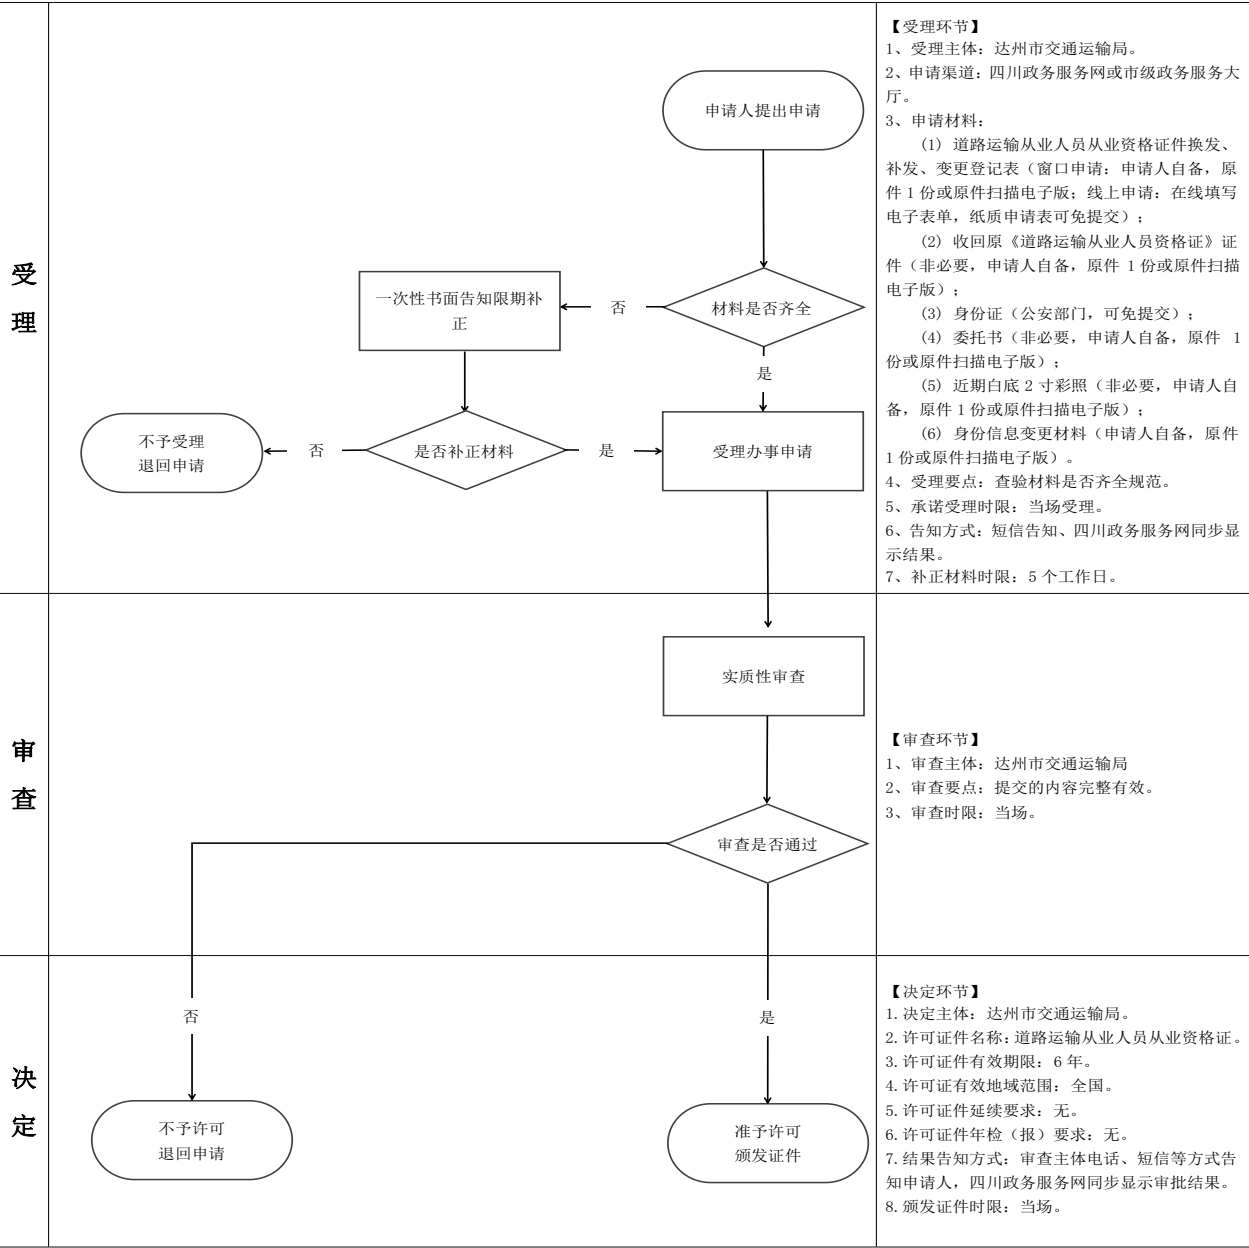 受
理
申请人提出申请
一次性书面告知限期补
正
否
材料是否齐全
是
不予受理
退回申请
否
是否补正材料
是
受理办事申请
【受理环节】
1、受理主体：达州市交通运输局。
2、申请渠道：四川政务服务网或市级政务服务大
厅。
3、申请材料：
（1）道路运输从业人员从业资格证件换发、
补发、变更登记表（窗口申请：申请人自备，原
件 1 份或原件扫描电子版；线上申请：在线填写
电子表单，纸质申请表可免提交）；
（2）收回原《道路运输从业人员资格证》证
件（非必要，申请人自备，原件 1 份或原件扫描
电子版）；
（3）身份证（公安部门，可免提交）；
（4）委托书（非必要，申请人自备，原件 1
份或原件扫描电子版）；
（5）近期白底 2 寸彩照（非必要，申请人自
备，原件 1 份或原件扫描电子版）；
（6）身份信息变更材料（申请人自备，原件
1 份或原件扫描电子版）。
4、受理要点：查验材料是否齐全规范。
5、承诺受理时限：当场受理。
6、告知方式：短信告知、四川政务服务网同步显
示结果。
7、补正材料时限：5 个工作日。
审
查
实质性审查
审查是否通过
【审查环节】
1、审查主体：达州市交通运输局
2、审查要点：提交的内容完整有效。
3、审查时限：当场。
决
定
否
是
不予许可
退回申请
准予许可
颁发证件
【决定环节】
1.决定主体：达州市交通运输局。
2.许可证件名称：道路运输从业人员从业资格证。
3.许可证件有效期限：6 年。
4.许可证有效地域范围：全国。
5.许可证件延续要求：无。
6.许可证件年检（报）要求：无。
7.结果告知方式：审查主体电话、短信等方式告
知申请人，四川政务服务网同步显示审批结果。
8.颁发证件时限：当场。